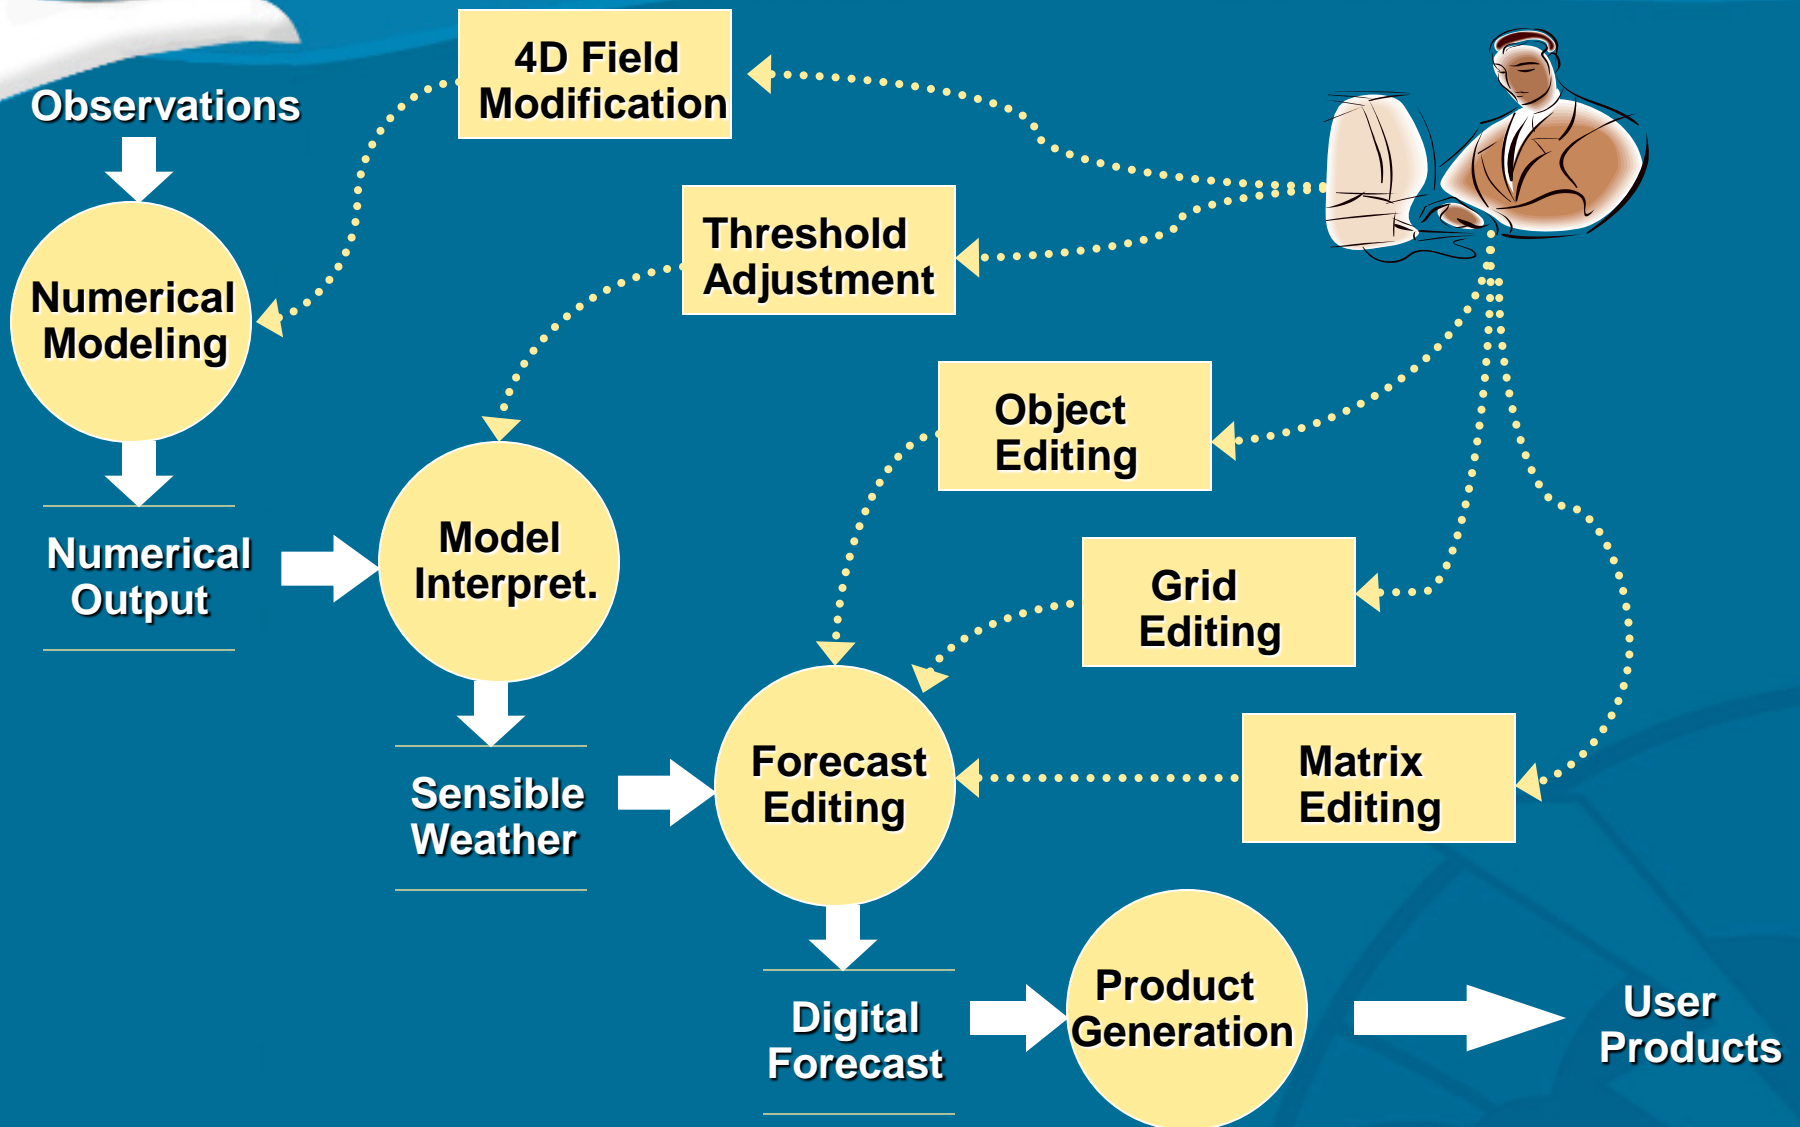 4D Field
Modification
Observations
Threshold
Adjustment
Numerical
Modeling
Object
Editing
Model
Interpret.
Numerical
Output
Grid
Editing
Forecast
Editing
Matrix
Editing
Sensible
Weather
Product
Generation
Digital
Forecast
User
Products